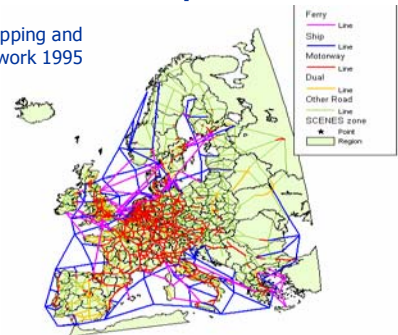 pping and
work 1995
Ferry
Line
Ship
Line
Motorway
Line
Dual
Line
Other Road
Line
SCENES zone
Point
Region